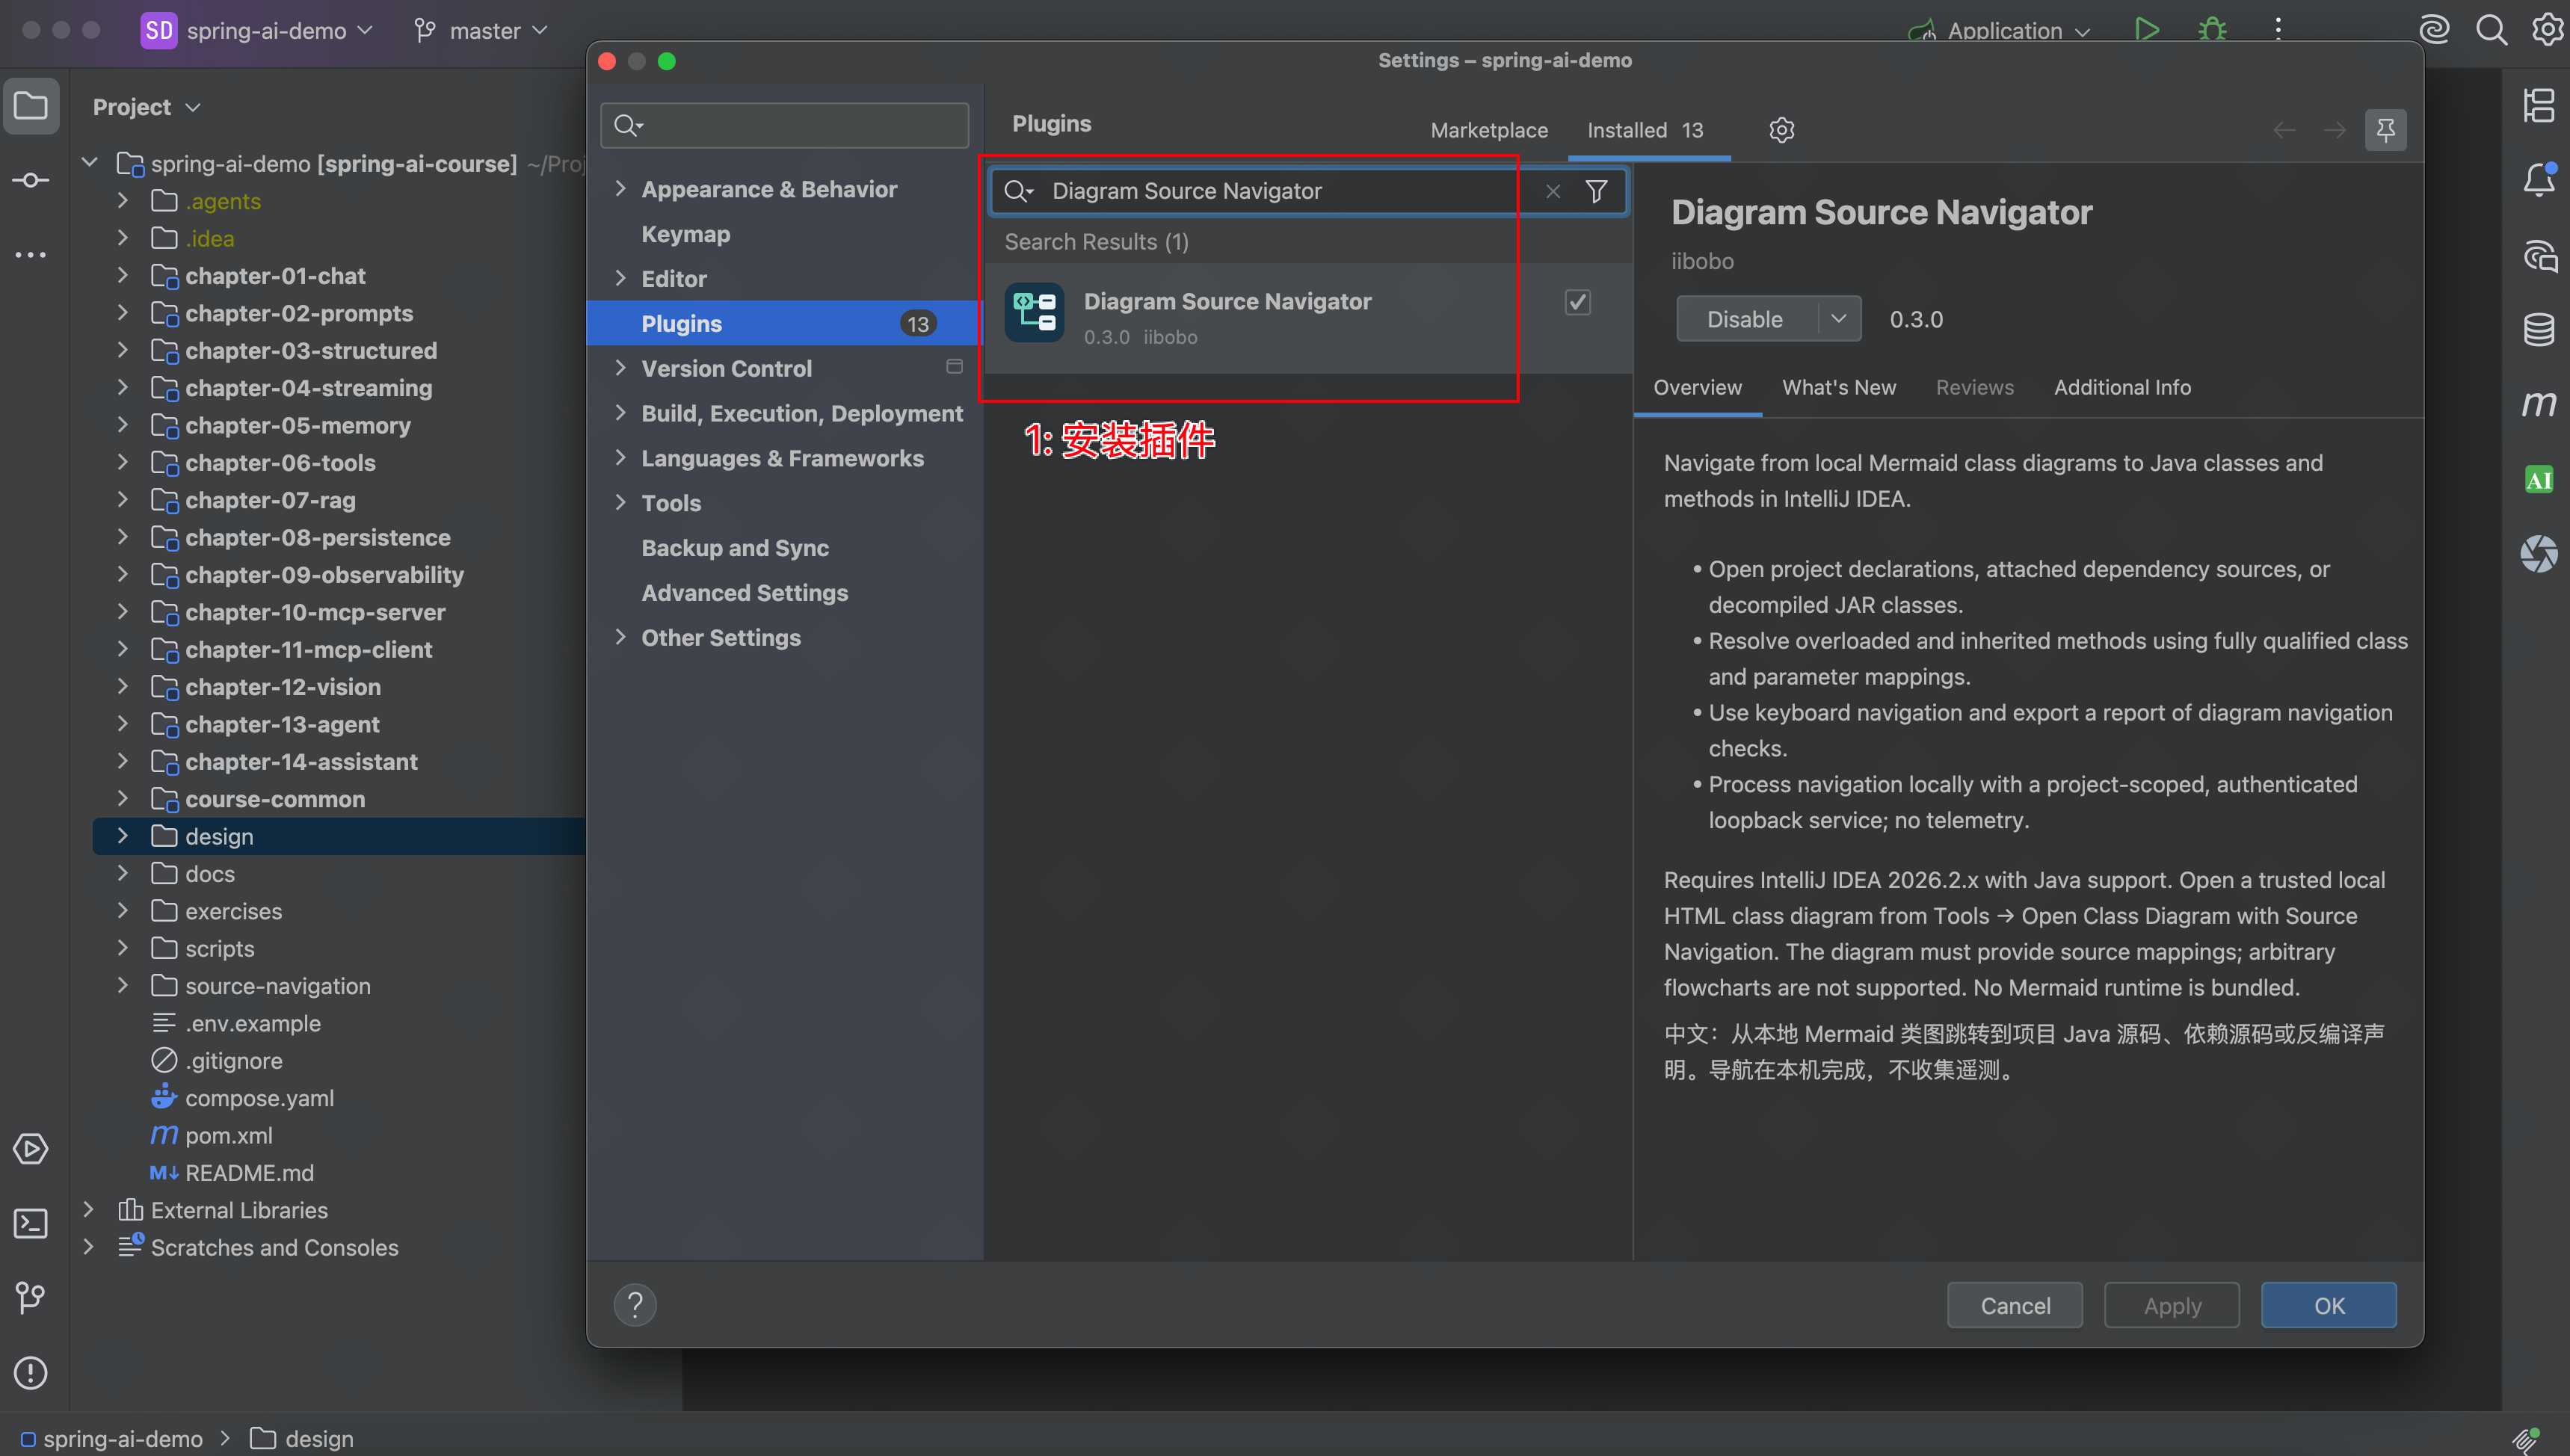 SD spring-ai-demo master
Application
Settings – spring-ai-demo
Project
spring-ai-demo [spring-ai-course] ~/Proj
.agents
.idea
chapter-01-chat
chapter-02-prompts
chapter-03-structured
chapter-04-streaming
chapter-05-memory
chapter-06-tools
chapter-07-rag
chapter-08-persistence
chapter-09-observability
chapter-10-mcp-server
chapter-11-mcp-client
chapter-12-vision
chapter-13-agent
chapter-14-assistant
course-common
design
docs
exercises
scripts
source-navigation
.env.example
.gitignore
compose.yaml
m pom.xml
M↓ README.md
External Libraries
Scratches and Consoles
Appearance & Behavior
Keymap
Editor
Plugins 13
Version Control
Build, Execution, Deployment
Languages & Frameworks
Tools
Backup and Sync
Advanced Settings
Other Settings
Plugins
Marketplace Installed 13
Diagram Source Navigator
Search Results (1)
Diagram Source Navigator
0.3.0 iibobo
1: 安装插件
Diagram Source Navigator
iibobo
Disable 0.3.0
Overview What's New Reviews Additional Info
Navigate from local Mermaid class diagrams to Java classes and
methods in IntelliJ IDEA.
• Open project declarations, attached dependency sources, or
decompiled JAR classes.
• Resolve overloaded and inherited methods using fully qualified class
and parameter mappings.
• Use keyboard navigation and export a report of diagram navigation
checks.
• Process navigation locally with a project-scoped, authenticated
loopback service; no telemetry.
Requires IntelliJ IDEA 2026.2.x with Java support. Open a trusted local
HTML class diagram from Tools → Open Class Diagram with Source
Navigation. The diagram must provide source mappings; arbitrary
flowcharts are not supported. No Mermaid runtime is bundled.
中文：从本地 Mermaid 类图跳转到项目 Java 源码、依赖源码或反编译声
明。导航在本机完成，不收集遥测。
m
AI
?
Cancel Apply OK
spring-ai-demo > design